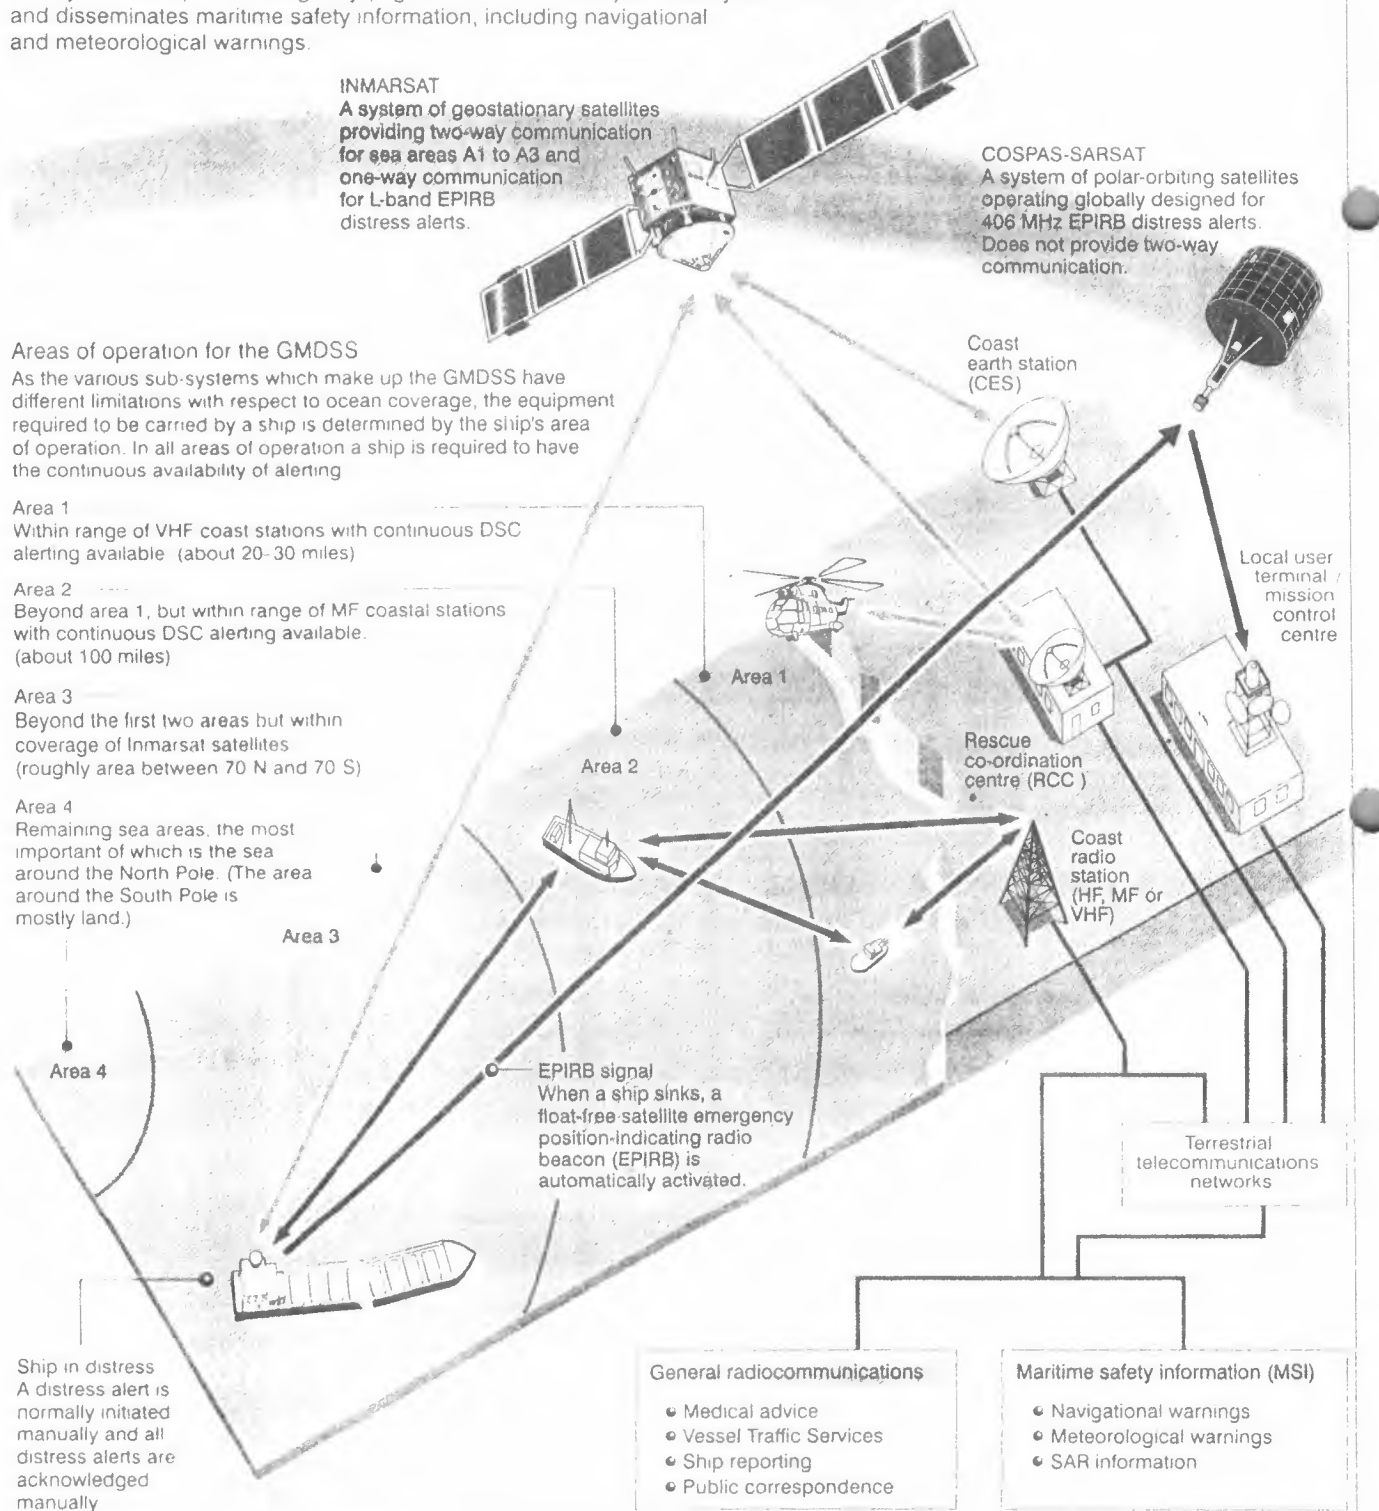 and disseminates maritime safety information, including navigational
and meteorological warnings.
INMARSAT
A system of geostationary satellites
providing two-way communication
for sea areas A1 to A3 and
one-way communication
for L-band EPIRB
distress alerts.
COSPAS-SARSAT
A system of polar-orbiting satellites
operating globally designed for
406 MHz EPIRB distress alerts.
Does not provide two-way
communication.
Areas of operation for the GMDSS
As the various sub-systems which make up the GMDSS have
different limitations with respect to ocean coverage, the equipment
required to be carried by a ship is determined by the ship's area
of operation. In all areas of operation a ship is required to have
the continuous availability of alerting
Coast
earth station
(CES)
Area 1
Within range of VHF coast stations with continuous DSC
alerting available (about 20-30 miles)
Area 2
Beyond area 1, but within range of MF coastal stations
with continuous DSC alerting available.
(about 100 miles)
Area 3
Beyond the first two areas but within
coverage of Inmarsat satellites
(roughly area between 70 N and 70 S)
Area 4
Remaining sea areas, the most
important of which is the sea
around the North Pole. (The area
around the South Pole is
mostly land.)
Local user
terminal /
mission
control
centre
Area 1
Area 2
Rescue
co-ordination
centre (RCC )
Coast
radio
station
(HF, MF or
VHF)
Area 3
Area 4
EPIRB signal
When a ship sinks, a
float-free satellite emergency
position-indicating radio
beacon (EPIRB) is
automatically activated.
Terrestrial
telecommunications
networks
Ship in distress
A distress alert is
normally initiated
manually and all
distress alerts are
acknowledged
manually
General radiocommunications
• Medical advice
• Vessel Traffic Services
• Ship reporting
• Public correspondence
Maritime safety information (MSI)
• Navigational warnings
• Meteorological warnings
• SAR information